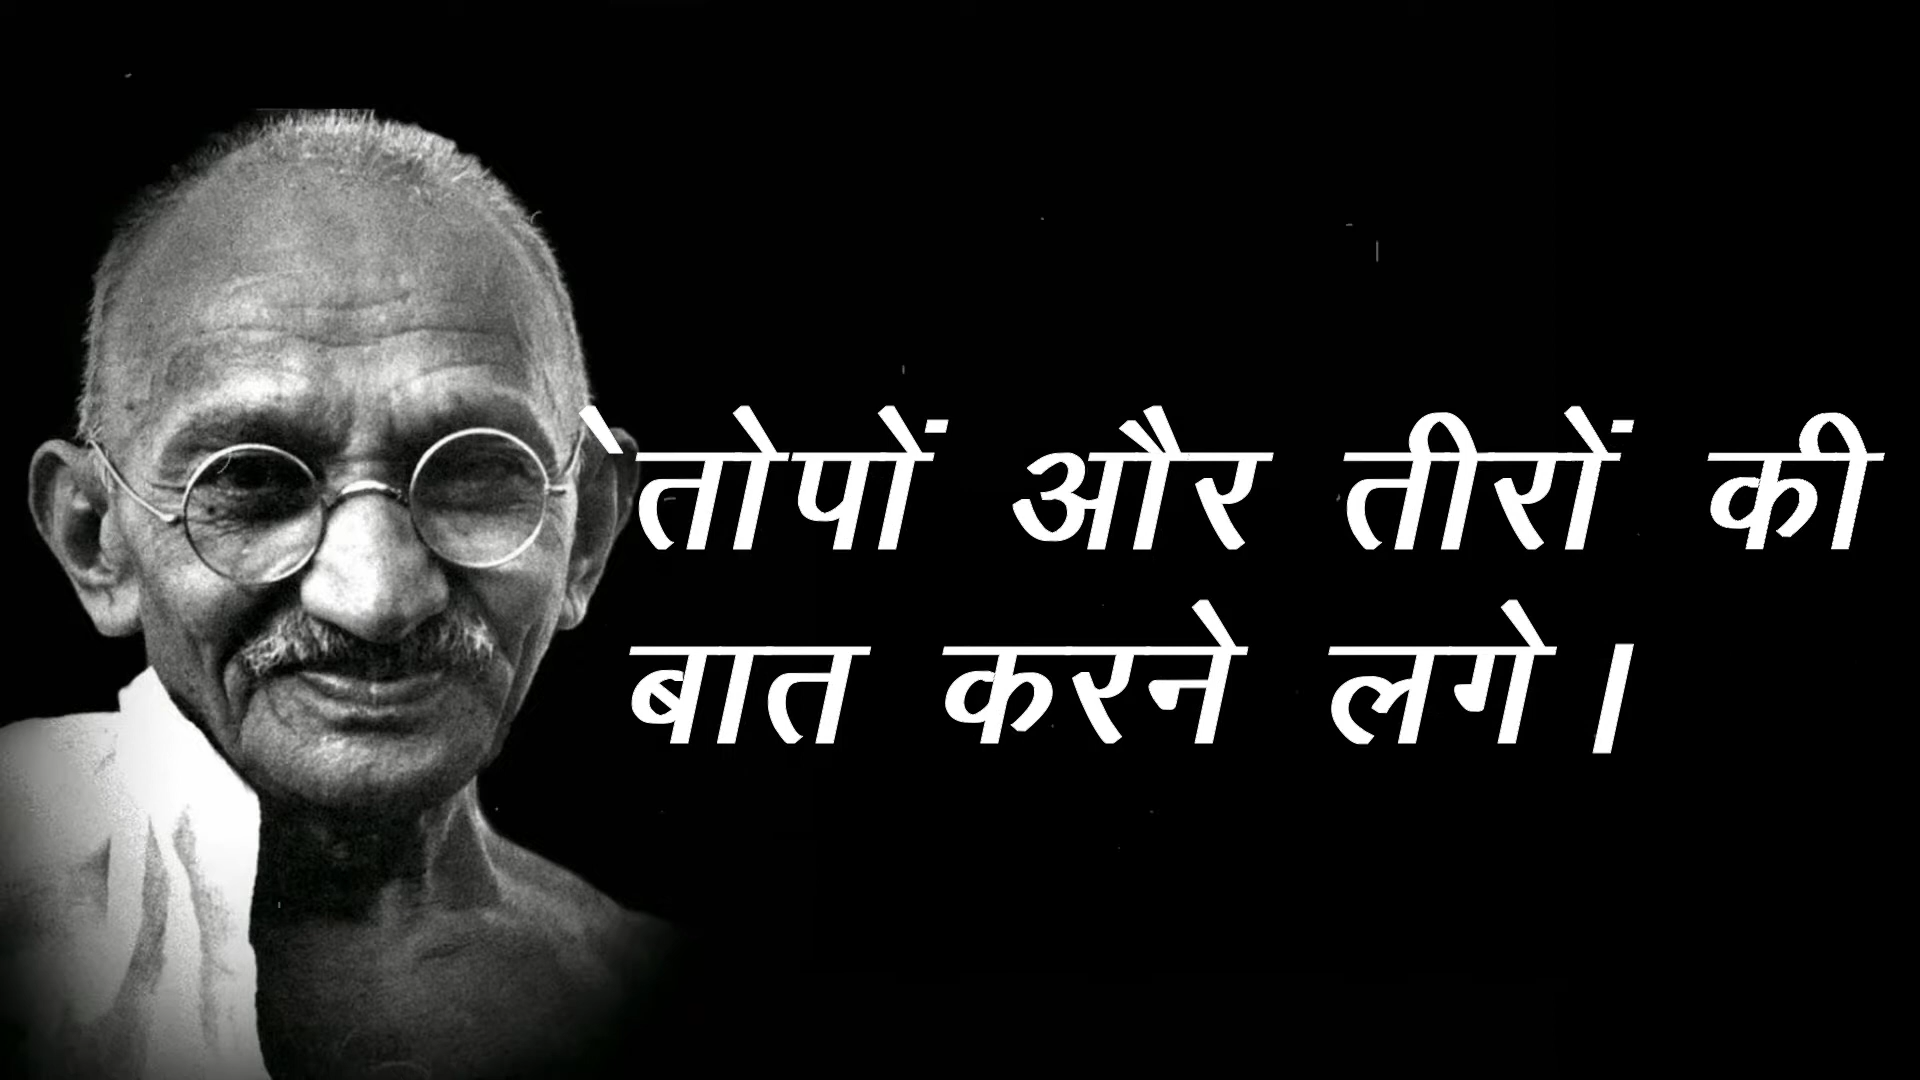 तोपों और तीरों की
बात करने लगे।